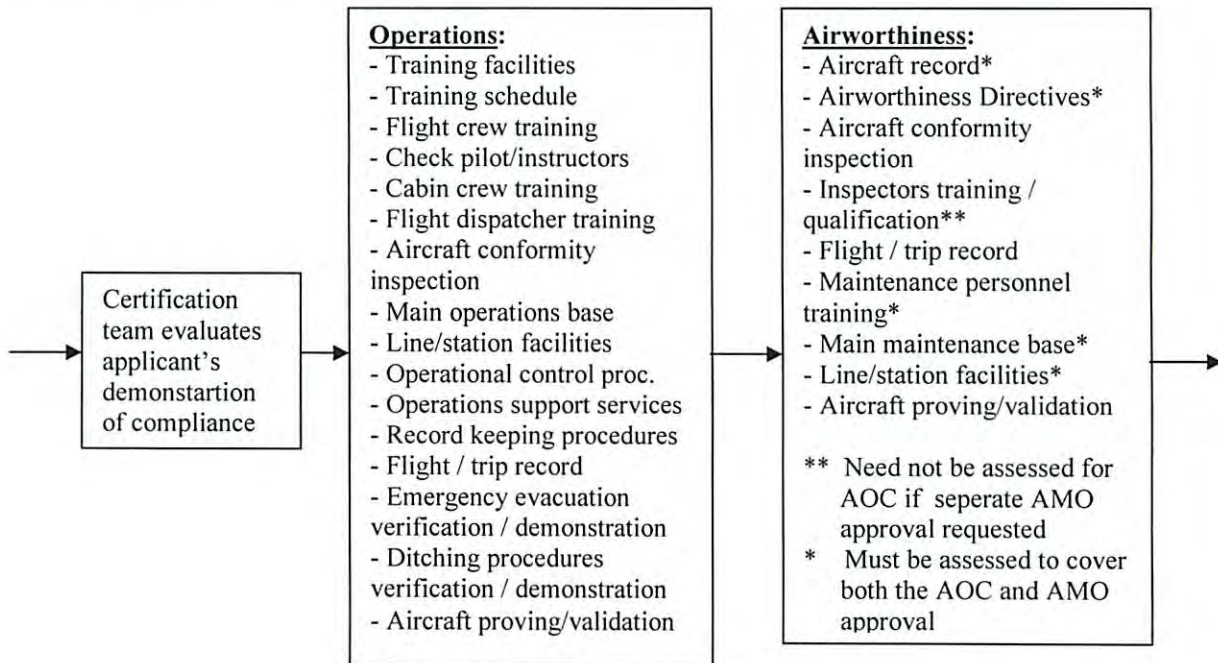 Certification
team evaluates
applicant's
demonstartion
of compliance
Operations:
- Training facilities
- Training schedule
- Flight crew training
- Check pilot/instructors
- Cabin crew training
- Flight dispatcher training
- Aircraft conformity
inspection
- Main operations base
- Line/station facilities
- Operational control proc.
- Operations support services
- Record keeping procedures
- Flight / trip record
- Emergency evacuation
verification / demonstration
- Ditching procedures
verification / demonstration
- Aircraft proving/validation
Airworthiness:
- Aircraft record*
- Airworthiness Directives*
- Aircraft conformity
inspection
- Inspectors training /
qualification**
- Flight / trip record
- Maintenance personnel
training*
- Main maintenance base*
- Line/station facilities*
- Aircraft proving/validation
** Need not be assessed for
AOC if seperate AMO
approval requested
* Must be assessed to cover
both the AOC and AMO
approval